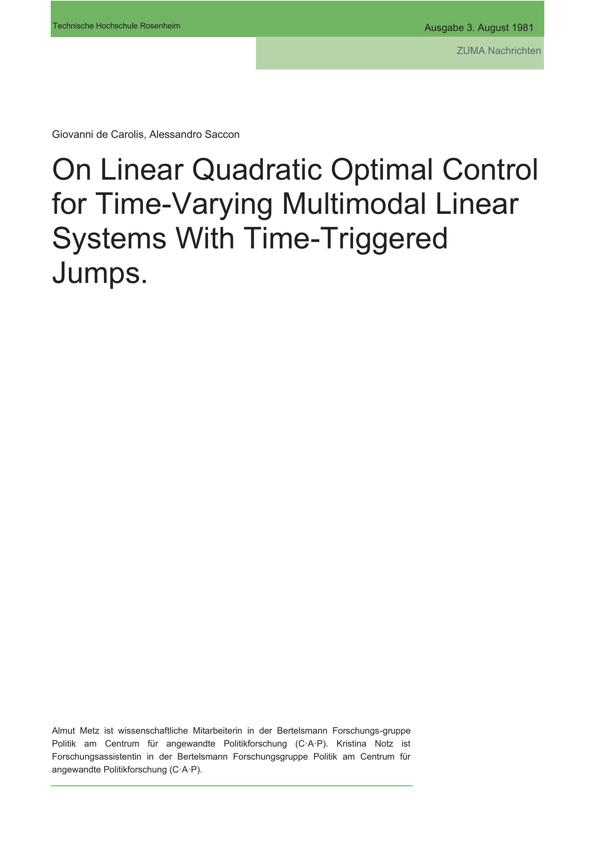 Technische Hochschule Rosenheim
Ausgabe 3. August 1981
ZUMA Nachrichten
Giovanni de Carolis, Alessandro Saccon
On Linear Quadratic Optimal Control
for Time-Varying Multimodal Linear
Systems With Time-Triggered
Jumps.
Almut Metz ist wissenschaftliche Mitarbeiterin in der Bertelsmann Forschungs-gruppe
Politik am Centrum für angewandte Politikforschung (C·A·P). Kristina Notz ist
Forschungsassistentin in der Bertelsmann Forschungsgruppe Politik am Centrum für
angewandte Politikforschung (C·A·P).